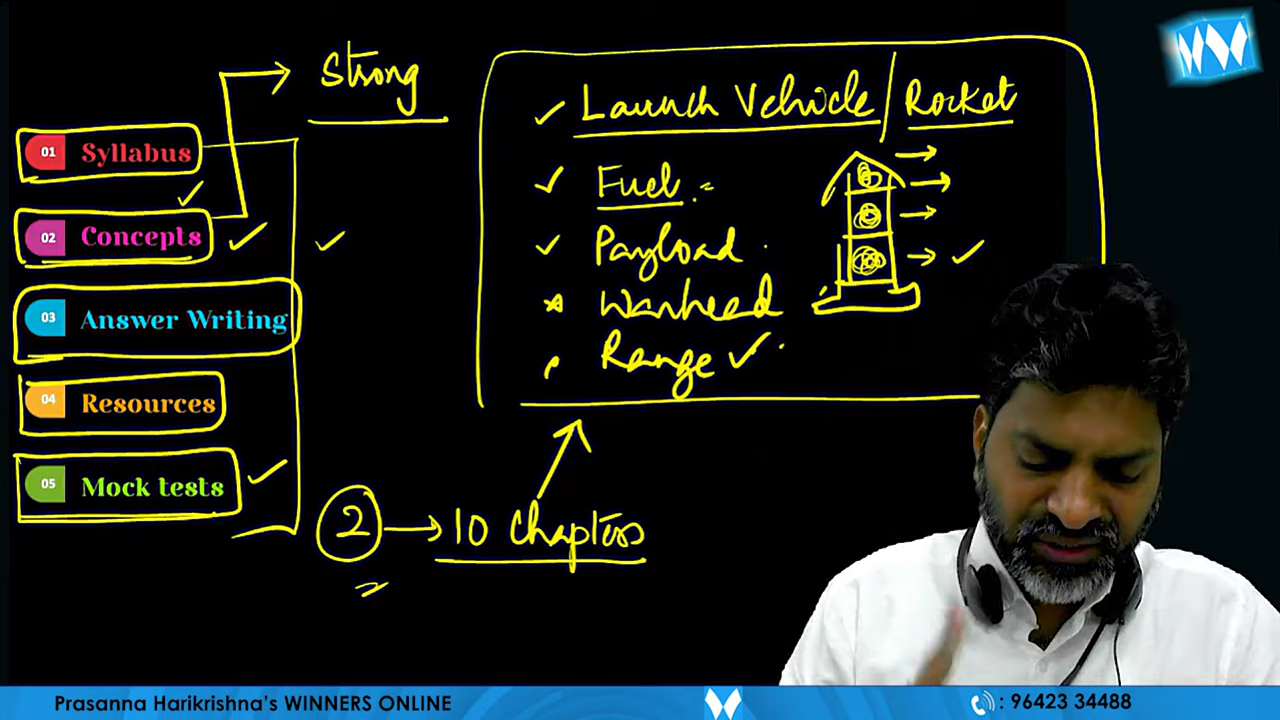 Strong
Launch Vehicle / Rocket
01 Syllabus
Fuel
02 Concepts
Payload
03 Answer Writing
Warhead
Range
04 Resources
05 Mock tests
2 → 10 Chapters
Prasanna Harikrishna's WINNERS ONLINE
: 96423 34488